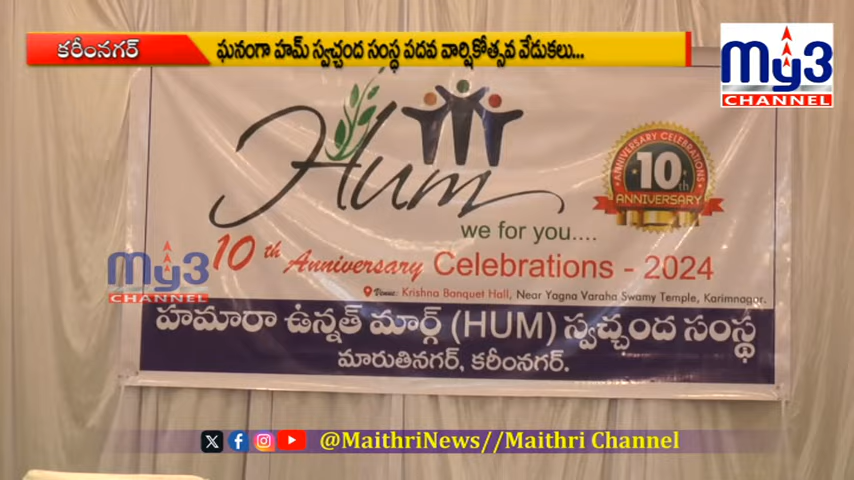 కరీంనగర్
ఘనంగా హమ్ స్వచ్ఛంద సంస్థ పదవ వార్షికోత్సవ వేడుకలు...
My3
CHANNEL
Hum
we for you....
ANNIVERSARY CELEBRATIONS
10th
ANNIVERSARY
10th Anniversary Celebrations - 2024
Venue: Krishna Banquet Hall, Near Yagna Varaha Swamy Temple, Karimnagar.
My3
CHANNEL
హమారా ఉన్నత్ మార్గ్ (HUM) స్వచ్ఛంద సంస్థ
మారుతినగర్, కరీంనగర్.
@MaithriNews//Maithri Channel